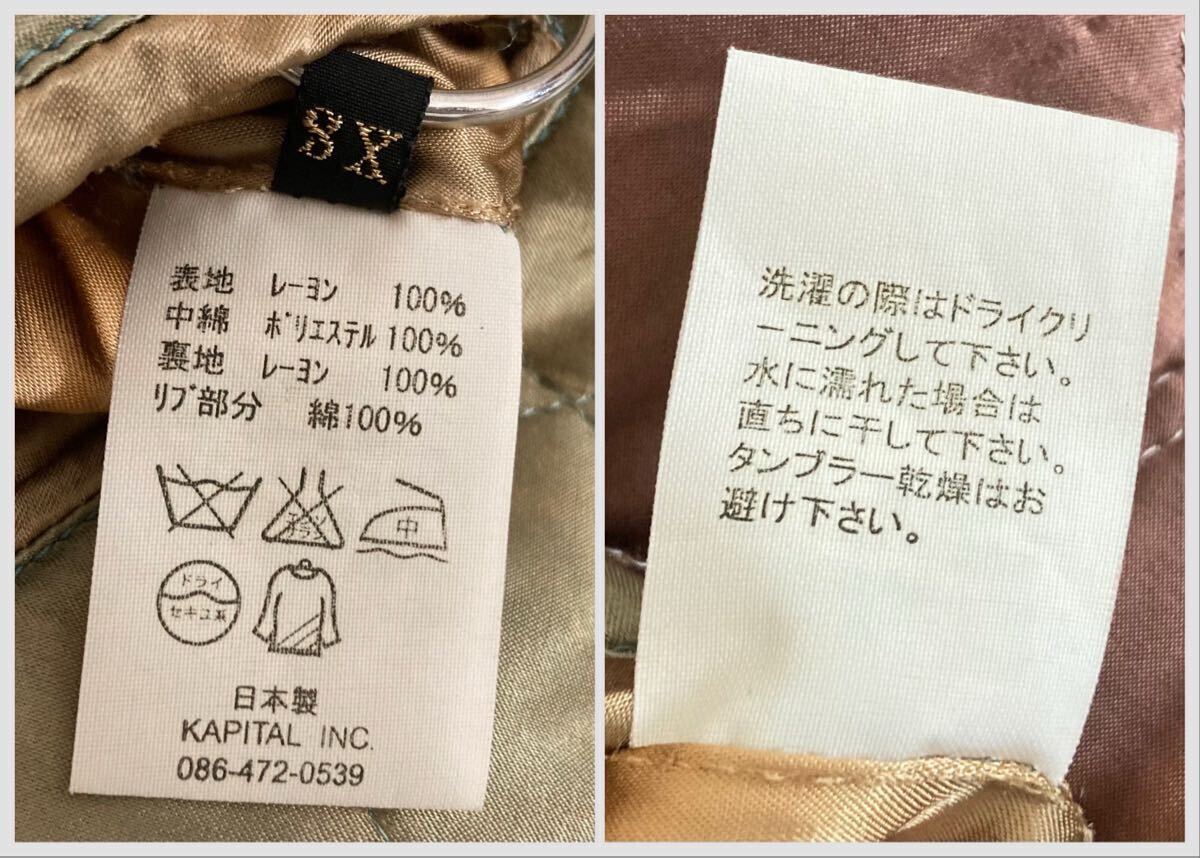 8X
表地 レーヨン 100%
中綿 ポリエステル 100%
裏地 レーヨン 100%
リブ部分 綿100%
中
ドライ
セキユ系
日本製
KAPITAL INC.
086-472-0539
洗濯の際はドライクリ
ーニングして下さい。
水に濡れた場合は
直ちに干して下さい。
タンブラー乾燥はお
避け下さい。